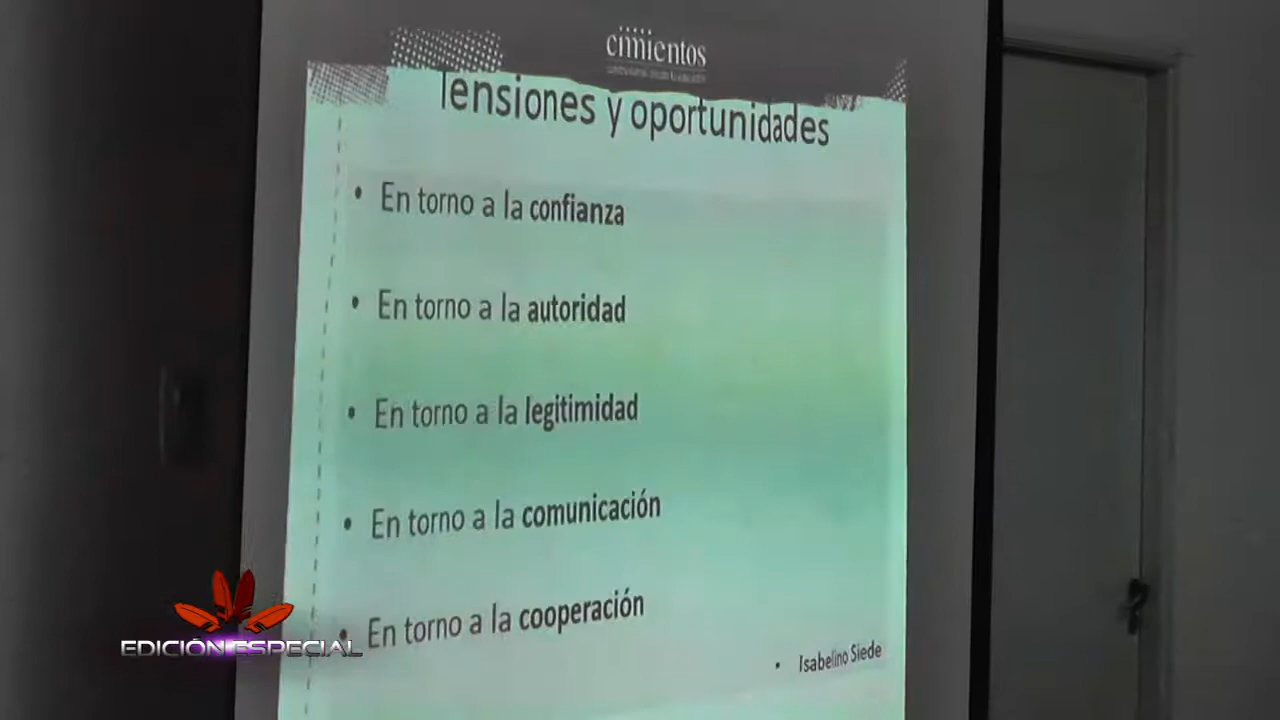 cimientos
Tensiones y oportunidades
• En torno a la confianza
• En torno a la autoridad
• En torno a la legitimidad
• En torno a la comunicación
• En torno a la cooperación
• Isabelino Siede
EDICIÓN ESPECIAL